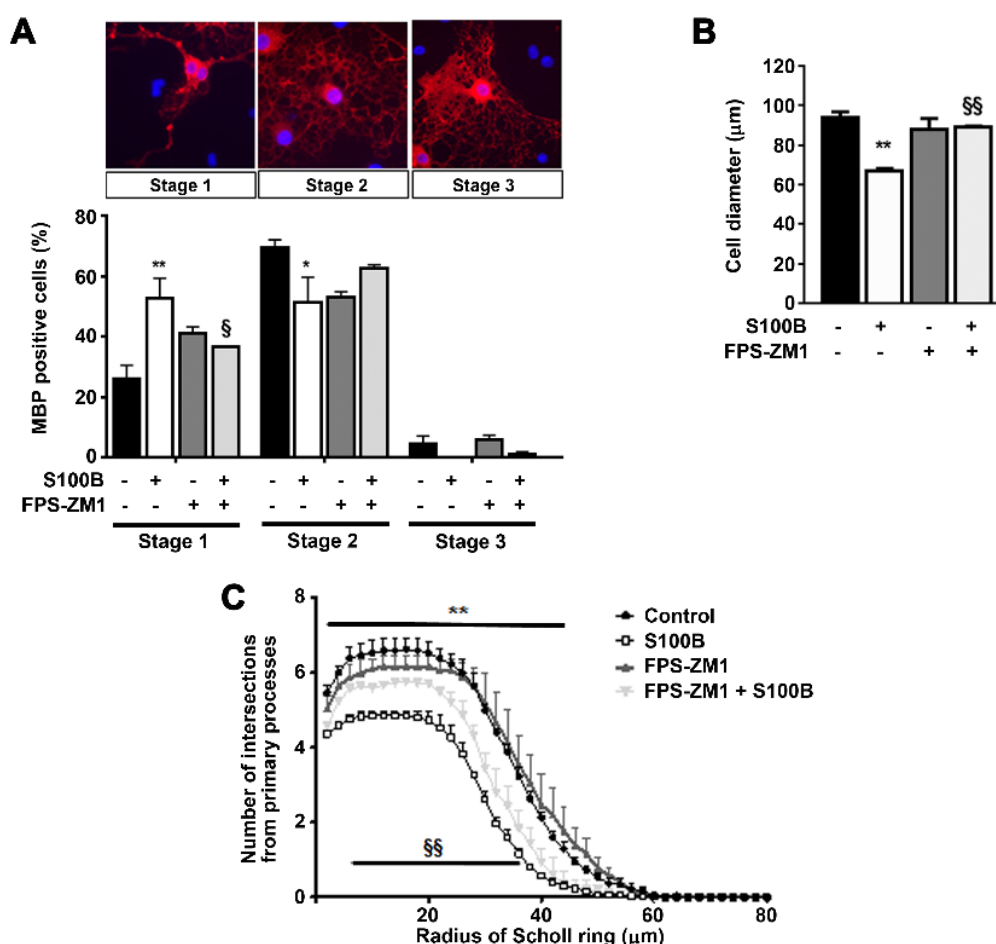 A
Stage 1
Stage 2
Stage 3
MBP positive cells (%)
80
60
40
20
0
**
§
*
S100B - + - + - + - + - + - +
FPS-ZM1 - - + + - - + + - - + +
Stage 1
Stage 2
Stage 3
B
Cell diameter (µm)
120
100
80
60
40
20
0
**
§§
S100B - + - +
FPS-ZM1 - - + +
C
Number of intersections
from primary processes
8
6
4
2
0
**
§§
20 40 60 80
Radius of Scholl ring (µm)
Control
S100B
FPS-ZM1
FPS-ZM1 + S100B